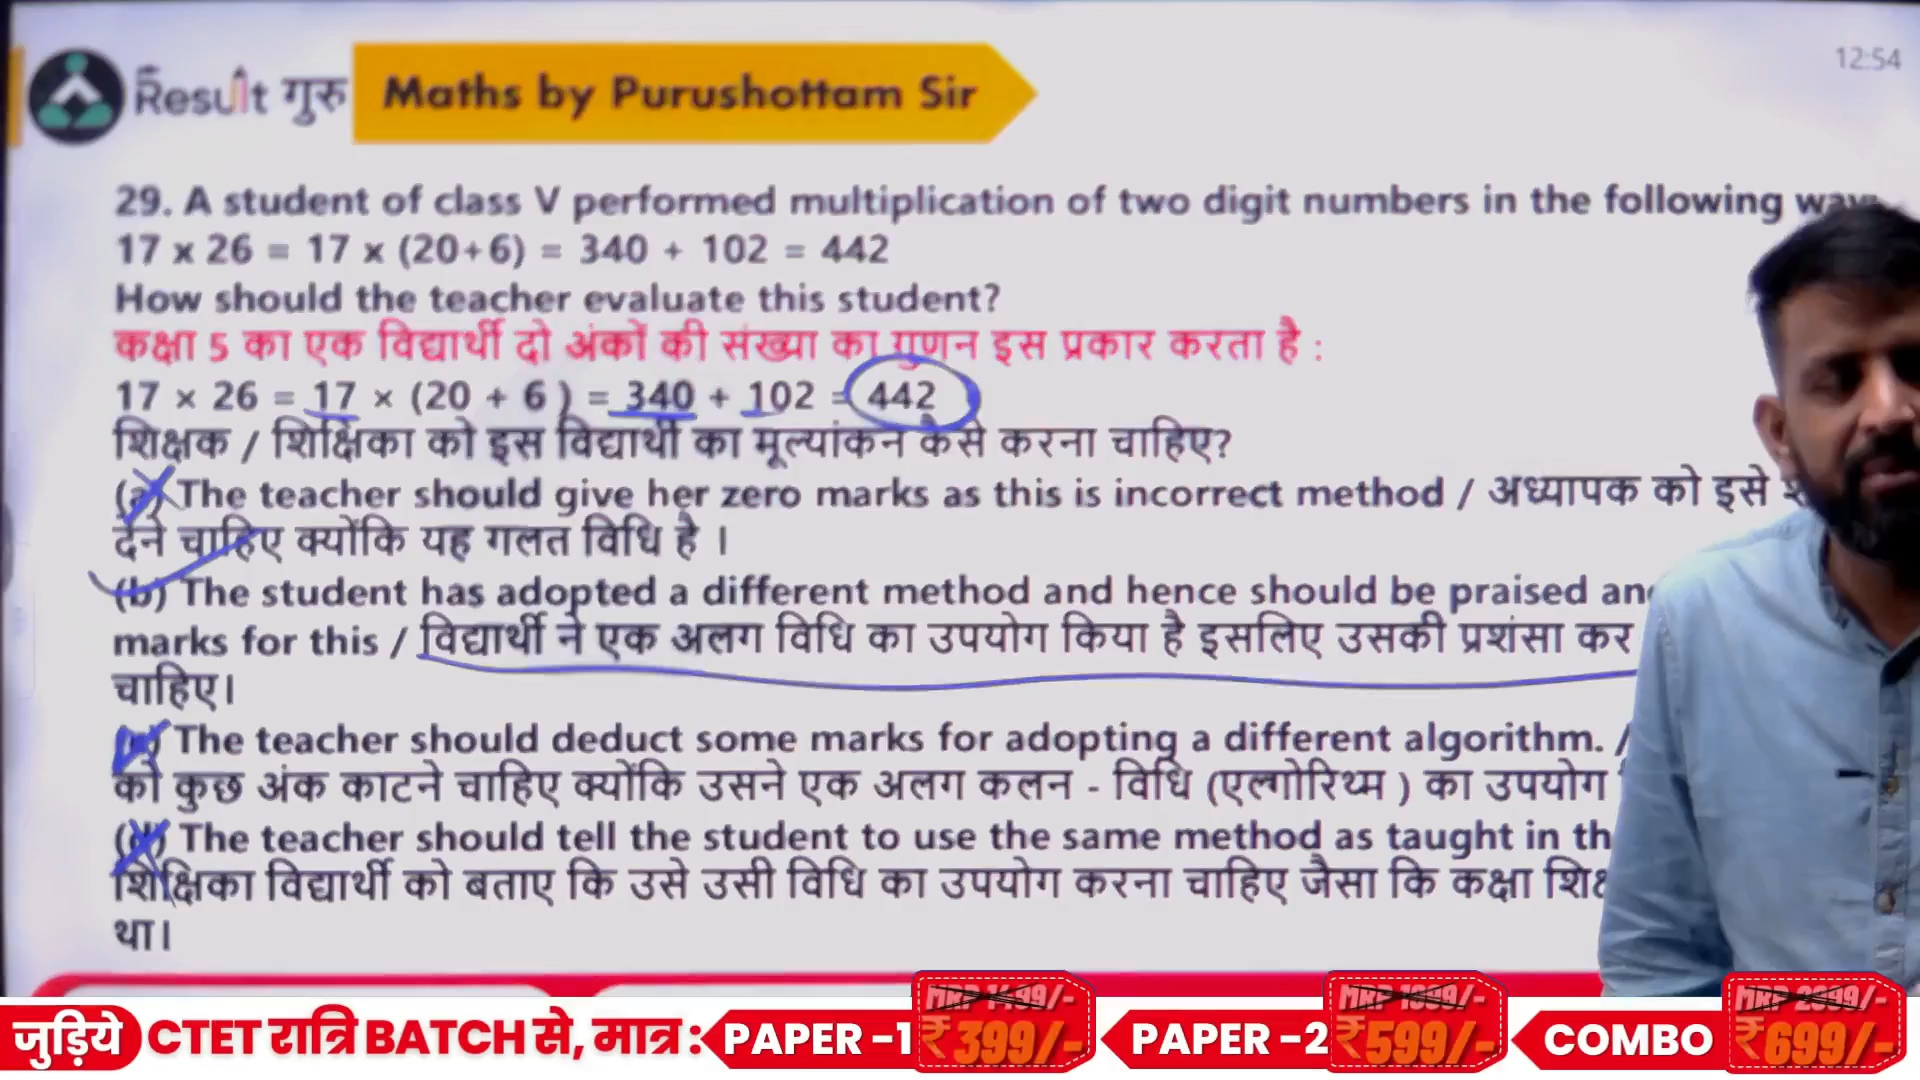 Result गुरु
Maths by Purushottam Sir
12:54
29. A student of class V performed multiplication of two digit numbers in the following
17 x 26 = 17 x (20+6) = 340 + 102 = 442
How should the teacher evaluate this student?
कक्षा 5 का एक विद्यार्थी दो अंकों की संख्या का गुणन इस प्रकार करता है :
17 × 26 = 17 × (20 + 6 ) = 340 + 102 = 442
शिक्षक / शिक्षिका को इस विद्यार्थी का मूल्यांकन कैसे करना चाहिए?
(a) The teacher should give her zero marks as this is incorrect method / अध्यापक को इसे
देने चाहिए क्योंकि यह गलत विधि है ।
(b) The student has adopted a different method and hence should be praised
marks for this / विद्यार्थी ने एक अलग विधि का उपयोग किया है इसलिए उसकी प्रशंसा कर
चाहिए।
The teacher should deduct some marks for adopting a different algorithm. /
को कुछ अंक काटने चाहिए क्योंकि उसने एक अलग कलन - विधि (एल्गोरिथ्म ) का उपयोग
(d) The teacher should tell the student to use the same method as taught in
शिक्षिका विद्यार्थी को बताए कि उसे उसी विधि का उपयोग करना चाहिए जैसा कि कक्षा
था।
जुड़िये CTET रात्रि BATCH से, मात्र : PAPER -1 MRP 1499/- ₹399/- PAPER -2 MRP 1899/- ₹599/- COMBO MRP 2999/- ₹699/-